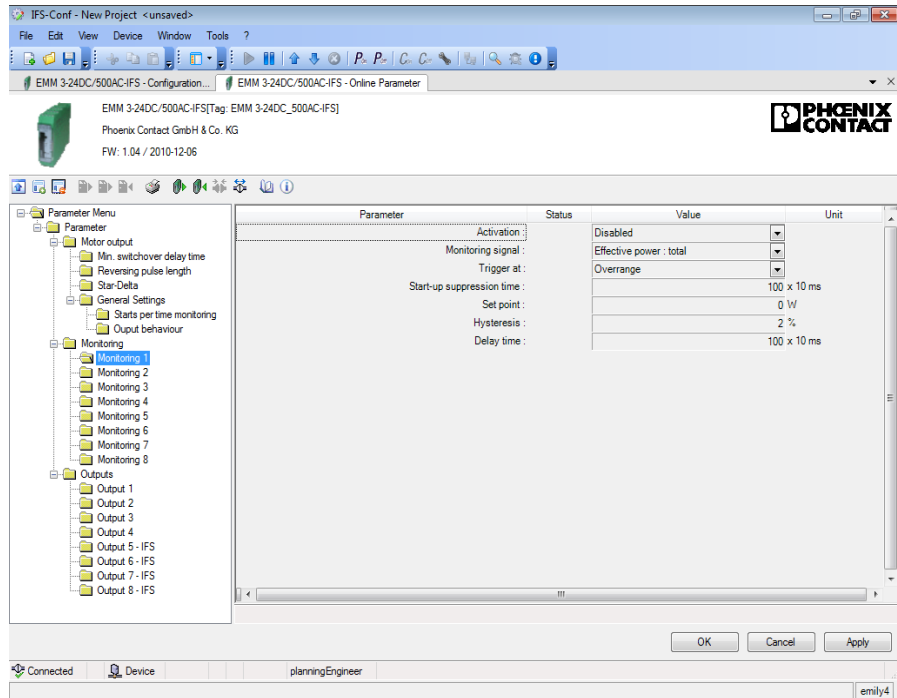 IFS-Conf - New Project <unsaved>
File Edit View Device Window Tools ?
EMM 3-24DC/500AC-IFS - Configuration... EMM 3-24DC/500AC-IFS - Online Parameter
EMM 3-24DC/500AC-IFS[Tag: EMM 3-24DC_500AC-IFS]
Phoenix Contact GmbH & Co. KG
FW: 1.04 / 2010-12-06
PHŒNIX
CONTACT
Parameter Menu
Parameter
Motor output
Min. switchover delay time
Reversing pulse length
Star-Delta
General Settings
Starts per time monitoring
Ouput behaviour
Monitoring
Monitoring 1
Monitoring 2
Monitoring 3
Monitoring 4
Monitoring 5
Monitoring 6
Monitoring 7
Monitoring 8
Outputs
Output 1
Output 2
Output 3
Output 4
Output 5 - IFS
Output 6 - IFS
Output 7 - IFS
Output 8 - IFS
Parameter Status Value Unit
Activation : Disabled
Monitoring signal : Effective power : total
Trigger at : Overrange
Start-up suppression time : 100 x 10 ms
Set point : 0 W
Hysteresis : 2 %
Delay time : 100 x 10 ms
OK Cancel Apply
Connected Device planningEngineer
emily4